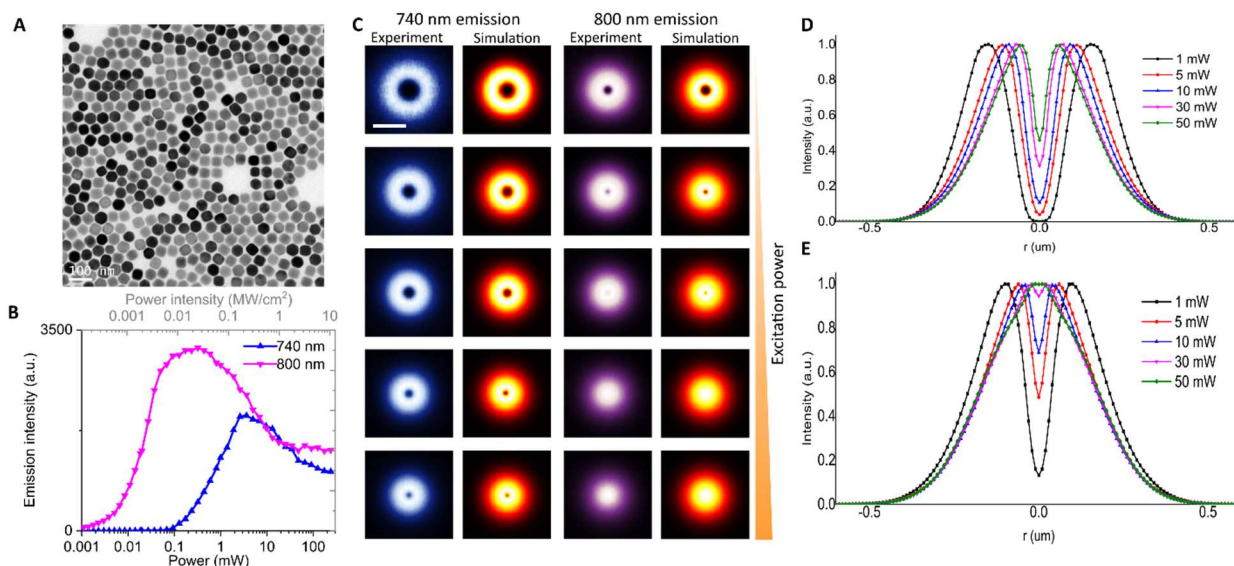 A
100 nm
B
Power intensity (MW/cm²)
0.001 0.01 0.1 1 10
3500
740 nm
800 nm
Emission intensity (a.u.)
0
0.001 0.01 0.1 1 10 100
Power (mW)
C
740 nm emission 800 nm emission
Experiment Simulation Experiment Simulation
Excitation power
D
1.0
0.8
0.6
0.4
0.2
0.0
Intensity (a.u.)
1 mW
5 mW
10 mW
30 mW
50 mW
-0.5 0.0 0.5
r (um)
E
1.0
0.8
0.6
0.4
0.2
0.0
Intensity (a.u.)
1 mW
5 mW
10 mW
30 mW
50 mW
-0.5 0.0 0.5
r (um)